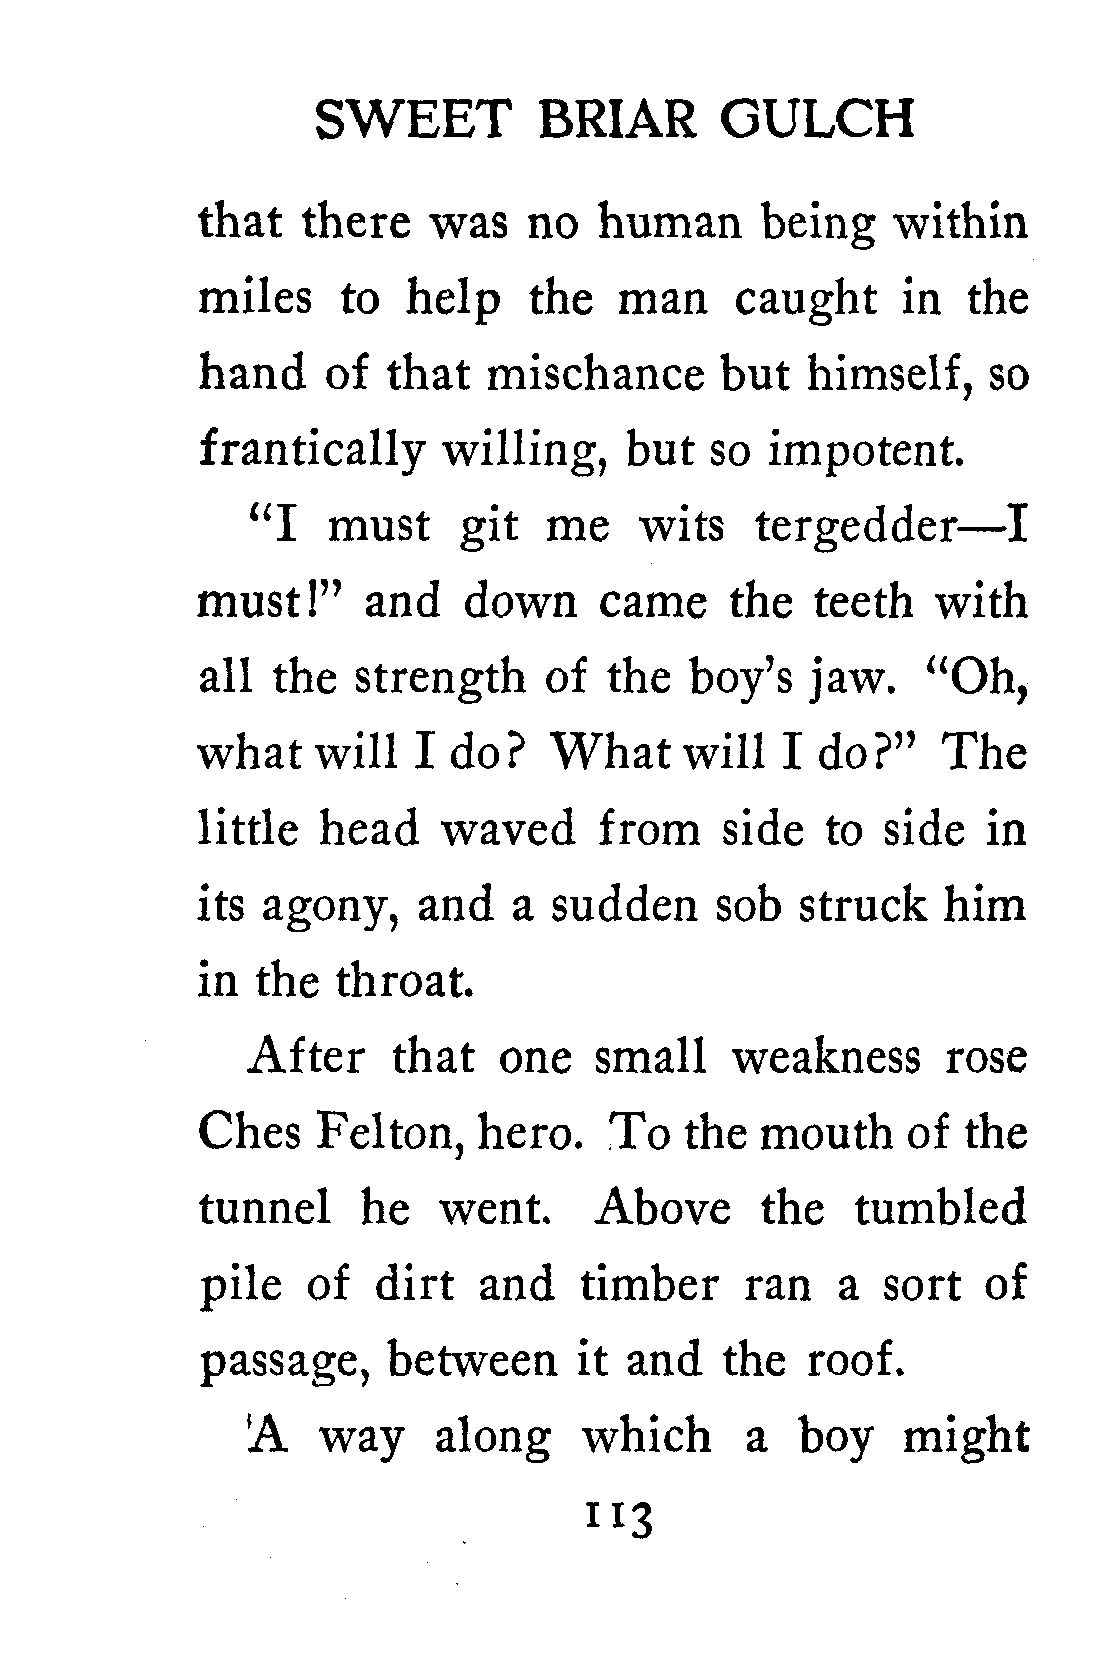 SWEET BRIAR GULCH
that there was no human being within
miles to help the man caught in the
hand of that mischance but himself, so
frantically willing, but so impotent.
"I must git me wits tergedder—I
must!" and down came the teeth with
all the strength of the boy's jaw. "Oh,
what will I do? What will I do?" The
little head waved from side to side in
its agony, and a sudden sob struck him
in the throat.
After that one small weakness rose
Ches Felton, hero. To the mouth of the
tunnel he went. Above the tumbled
pile of dirt and timber ran a sort of
passage, between it and the roof.
A way along which a boy might
113